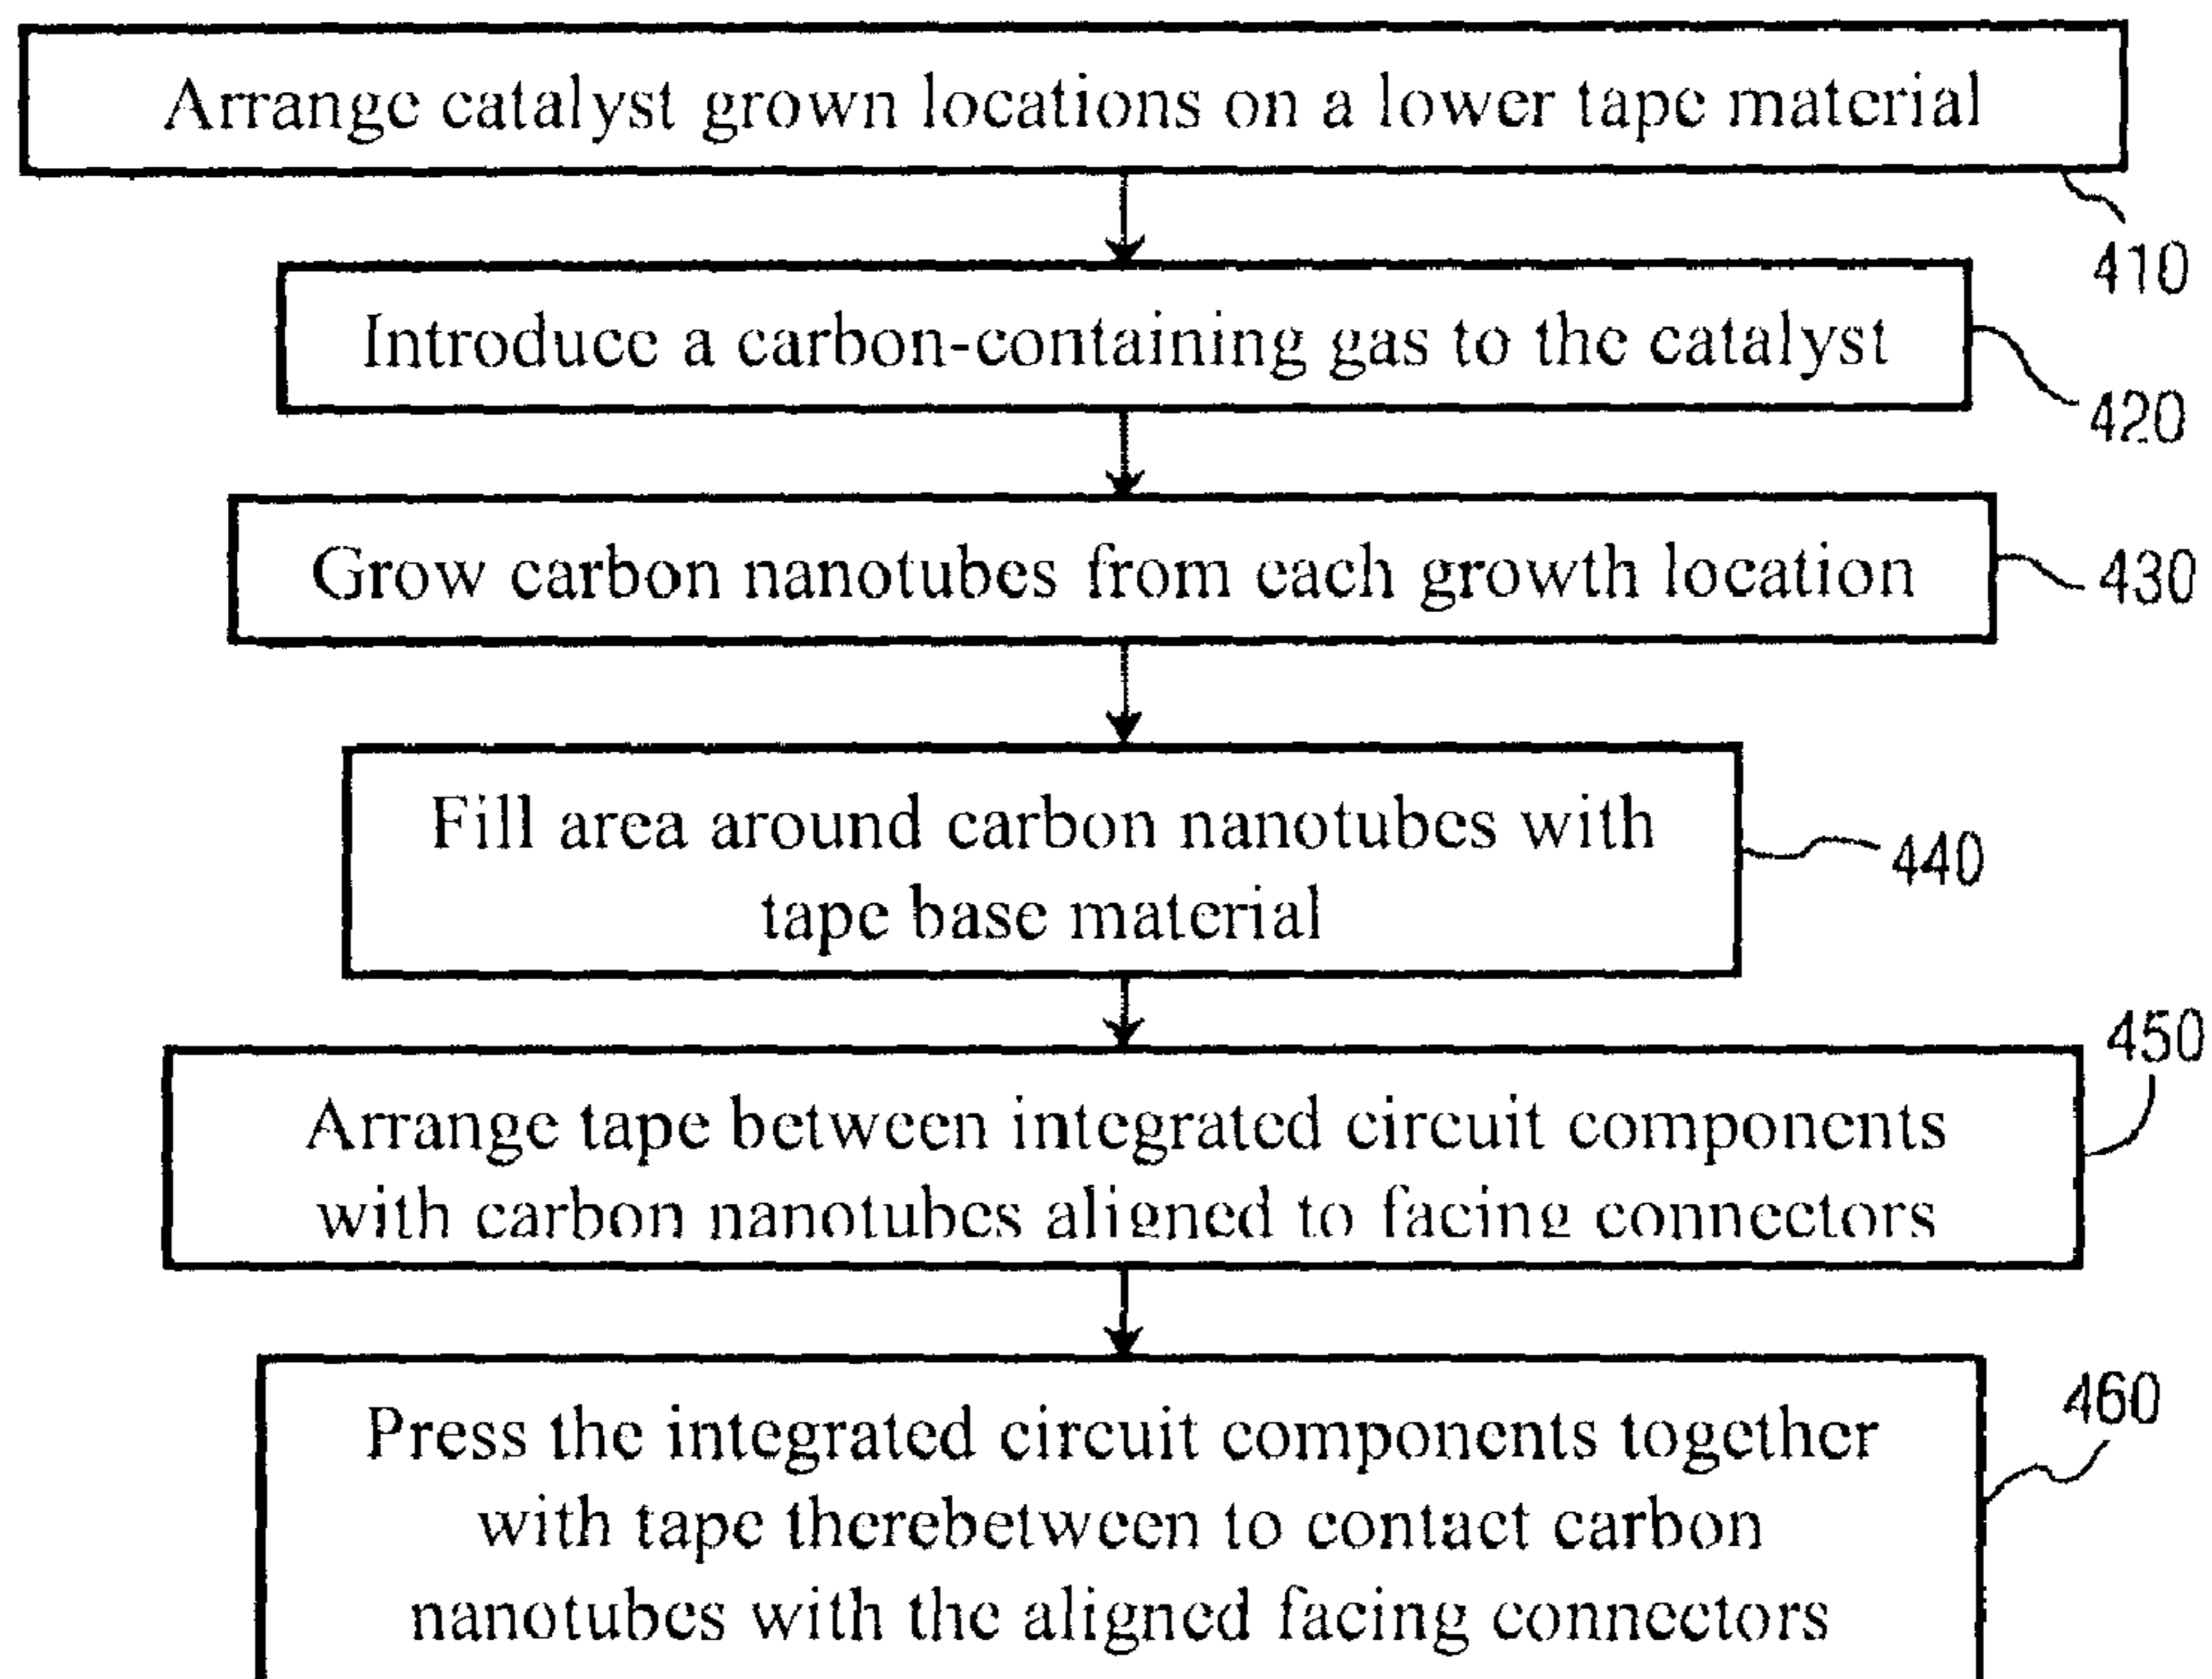 Arrange catalyst grown locations on a lower tape material
410
Introduce a carbon-containing gas to the catalyst
420
Grow carbon nanotubes from each growth location
430
Fill area around carbon nanotubes with
tape base material
440
450
Arrange tape between integrated circuit components
with carbon nanotubes aligned to facing connectors
460
Press the integrated circuit components together
with tape therebetween to contact carbon
nanotubes with the aligned facing connectors